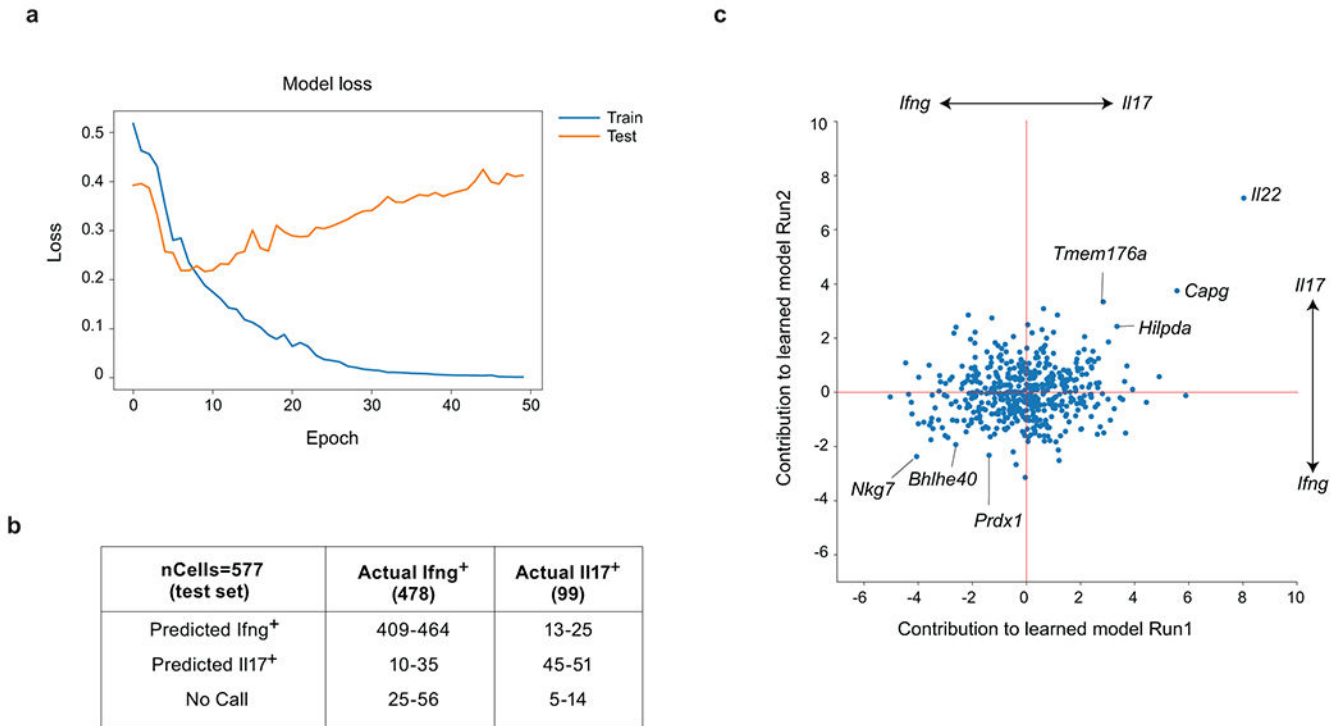 a
Model loss
Train
Test
0.5
0.4
0.3
0.2
0.1
0
Loss
0 10 20 30 40 50
Epoch
b
nCells=577 (test set) Actual Ifng+ (478) Actual Il17+ (99)
Predicted Ifng+ 409-464 13-25
Predicted Il17+ 10-35 45-51
No Call 25-56 5-14
c
Ifng Il17
10
8
6
4
2
0
-2
-4
-6
Contribution to learned model Run2
Il22
Tmem176a
Capg
Hilpda
Nkg7
Bhlhe40
Prdx1
Il17
Ifng
-6 -4 -2 0 2 4 6 8 10
Contribution to learned model Run1